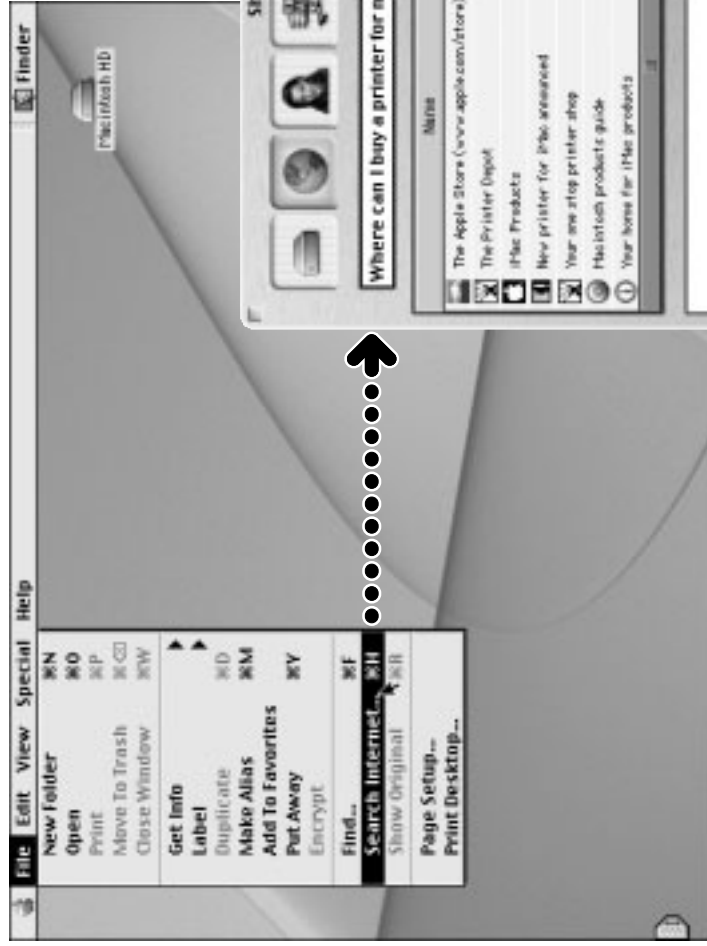 File Edit View Special Help
Finder
New Folder ⌘N
Open ⌘O
Print ⌘P
Move To Trash ⌘⌫
Close Window ⌘W
Get Info
Label
Duplicate ⌘D
Make Alias ⌘M
Add To Favorites
Put Away ⌘Y
Encrypt
Find... ⌘F
Search Internet... ⌘H
Show Original ⌘R
Page Setup...
Print Desktop...
Macintosh HD
Where can I buy a printer for
Name
The Apple Store (www.apple.com/store)
The Printer Depot
iMac Products
New printer for iMac announced
Your one stop printer shop
Macintosh products guide
Your home for iMac products